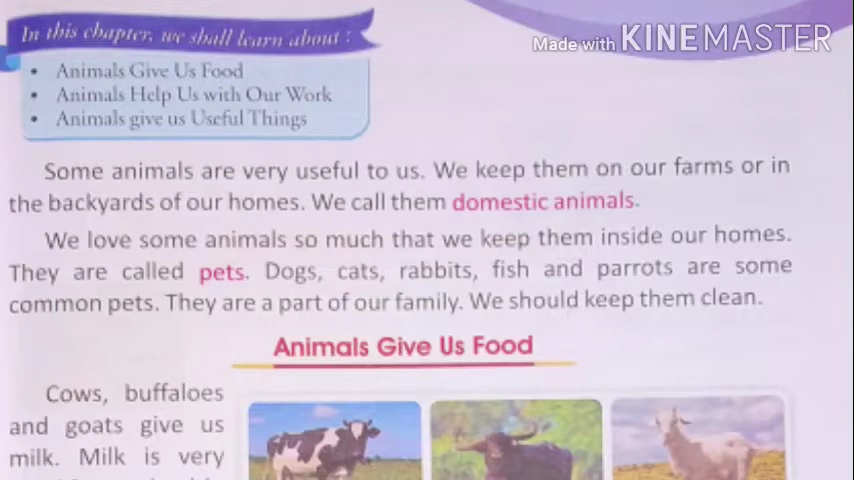 In this chapter, we shall learn about :
Made with KINEMASTER
• Animals Give Us Food
• Animals Help Us with Our Work
• Animals give us Useful Things
Some animals are very useful to us. We keep them on our farms or in
the backyards of our homes. We call them domestic animals.
We love some animals so much that we keep them inside our homes.
They are called pets. Dogs, cats, rabbits, fish and parrots are some
common pets. They are a part of our family. We should keep them clean.
Animals Give Us Food
Cows, buffaloes
and goats give us
milk. Milk is very